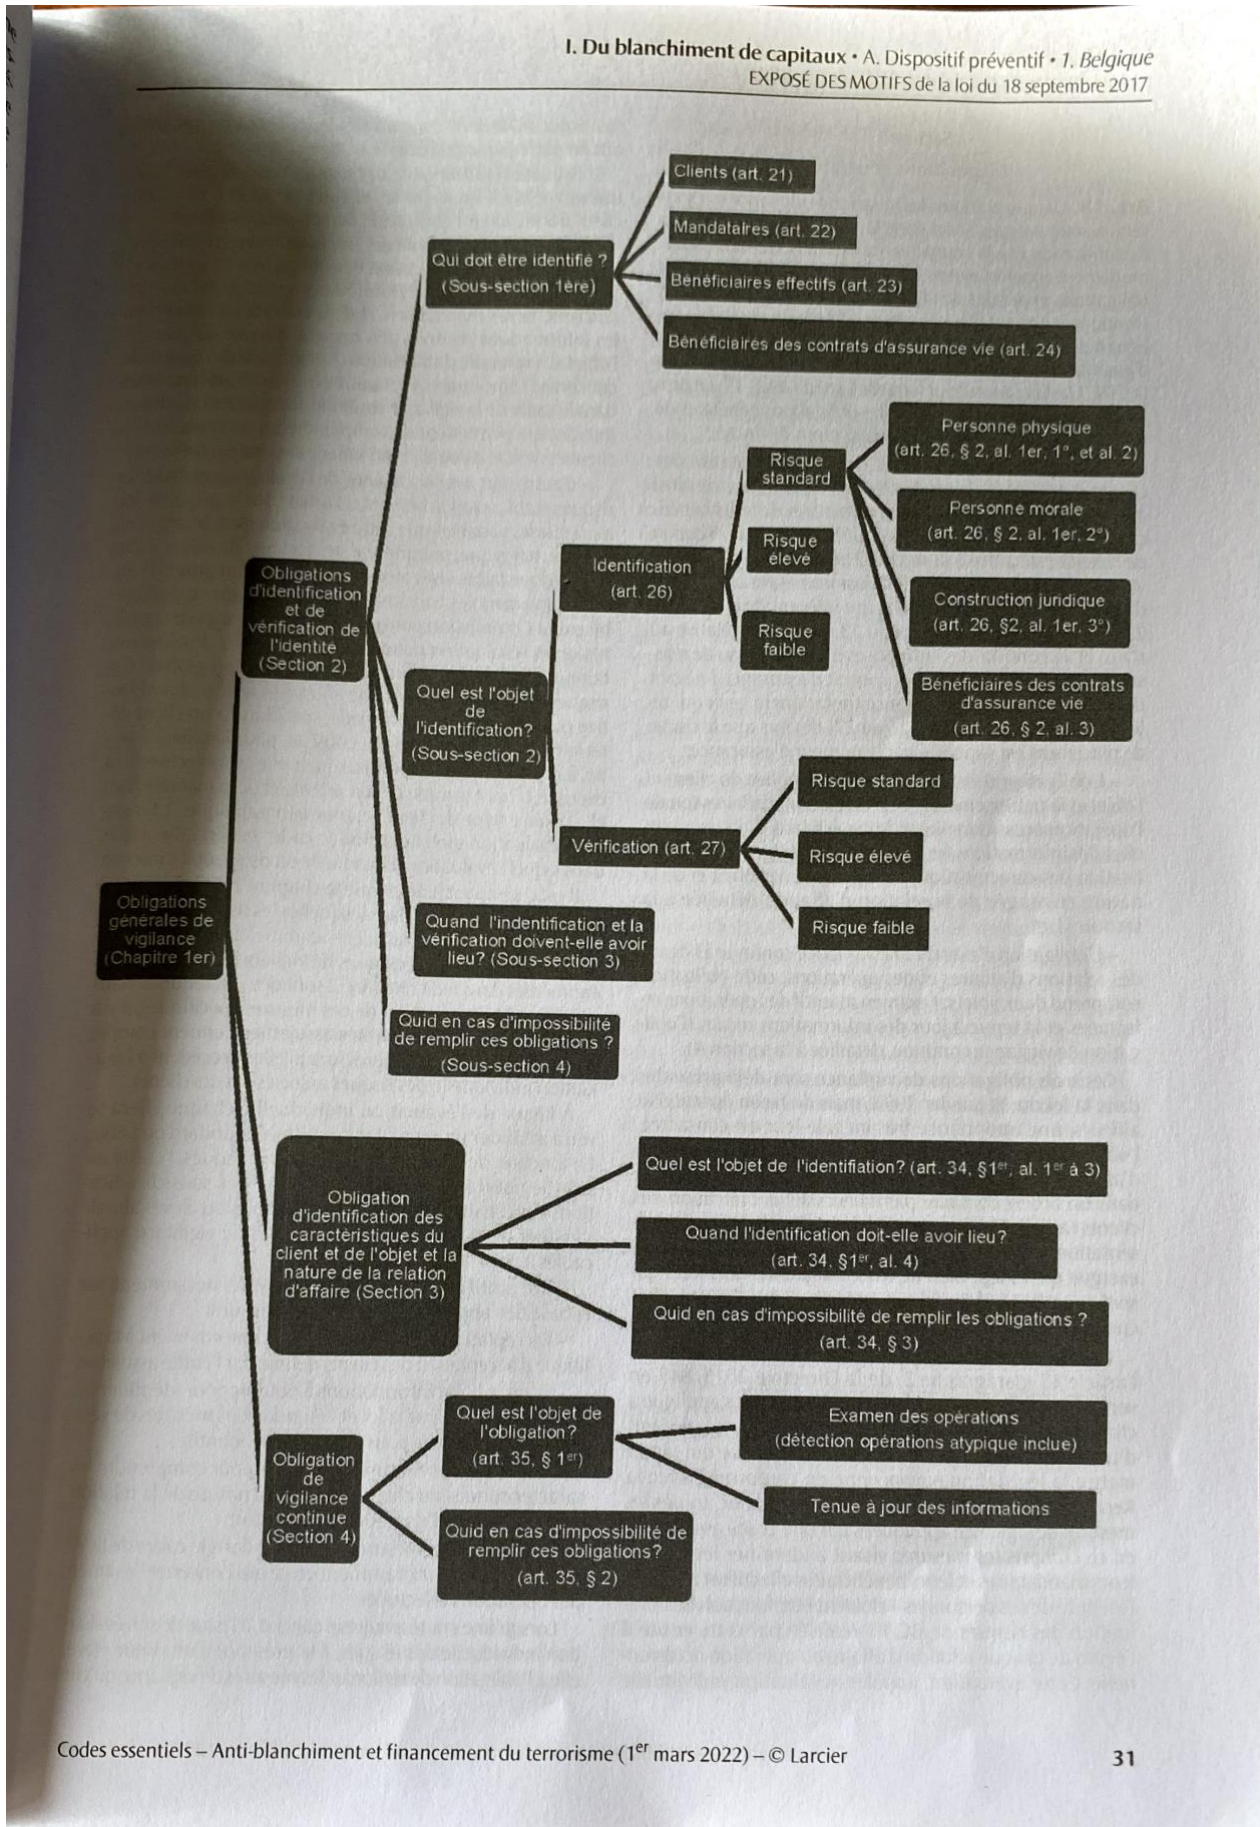 I. Du blanchiment de capitaux • A. Dispositif préventif • 1. Belgique
EXPOSÉ DES MOTIFS de la loi du 18 septembre 2017
Clients (art. 21)
Mandataires (art. 22)
Qui doit être identifié ?
(Sous-section 1ère)
Bénéficiaires effectifs (art. 23)
Bénéficiaires des contrats d'assurance vie (art. 24)
Personne physique
(art. 26, § 2, al. 1er, 1°, et al. 2)
Risque
standard
Personne morale
(art. 26, § 2, al. 1er, 2°)
Risque
élevé
Identification
(art. 26)
Construction juridique
(art. 26, §2, al. 1er, 3°)
Risque
faible
Bénéficiaires des contrats
d'assurance vie
(art. 26, § 2, al. 3)
Obligations
d'identification
et de
vérification de
l'identité
(Section 2)
Quel est l'objet
de
l'identification?
(Sous-section 2)
Risque standard
Vérification (art. 27)
Risque élevé
Risque faible
Obligations
générales de
vigilance
(Chapitre 1er)
Quand l'indentification et la
vérification doivent-elle avoir
lieu? (Sous-section 3)
Quid en cas d'impossibilité
de remplir ces obligations ?
(Sous-section 4)
Obligation
d'identification des
caractéristiques du
client et de l'objet et la
nature de la relation
d'affaire (Section 3)
Quel est l'objet de l'identifiation? (art. 34, §1er, al. 1er à 3)
Quand l'identification doit-elle avoir lieu?
(art. 34, §1er, al. 4)
Quid en cas d'impossibilité de remplir les obligations ?
(art. 34, § 3)
Obligation
de
vigilance
continue
(Section 4)
Quel est l'objet de
l'obligation?
(art. 35, § 1er)
Examen des opérations
(détection opérations atypique inclue)
Tenue à jour des informations
Quid en cas d'impossibilité de
remplir ces obligations?
(art. 35, § 2)
Codes essentiels – Anti-blanchiment et financement du terrorisme (1er mars 2022) – © Larcier
31